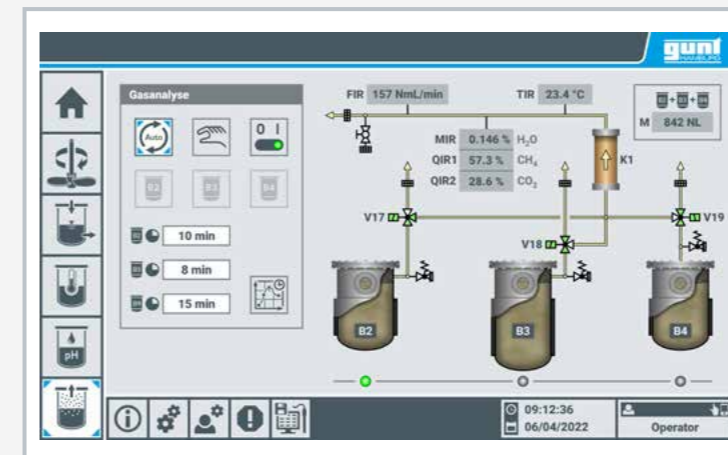 gunt
HAMBURG
Gasanalyse
Auto
0 I
B2 B3 B4
10 min
8 min
15 min
FIR 157 NmL/min
TIR 23.4 °C
MIR 0.146 % H₂O
QIR1 57.3 % CH₄
QIR2 28.6 % CO₂
K1
M 842 NL
V17
V18
V19
B2
B3
B4
pH
09:12:36
06/04/2022
Operator